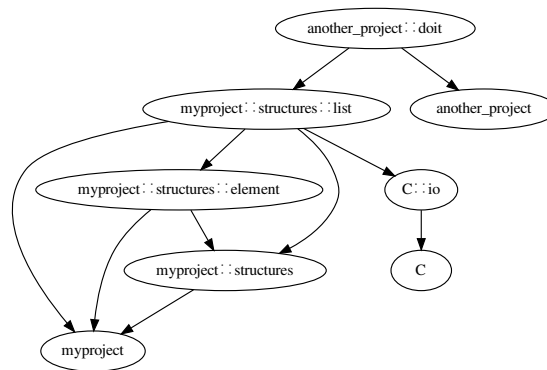 another_project::doit
myproject::structures::list
another_project
myproject::structures::element
C::io
myproject::structures
C
myproject